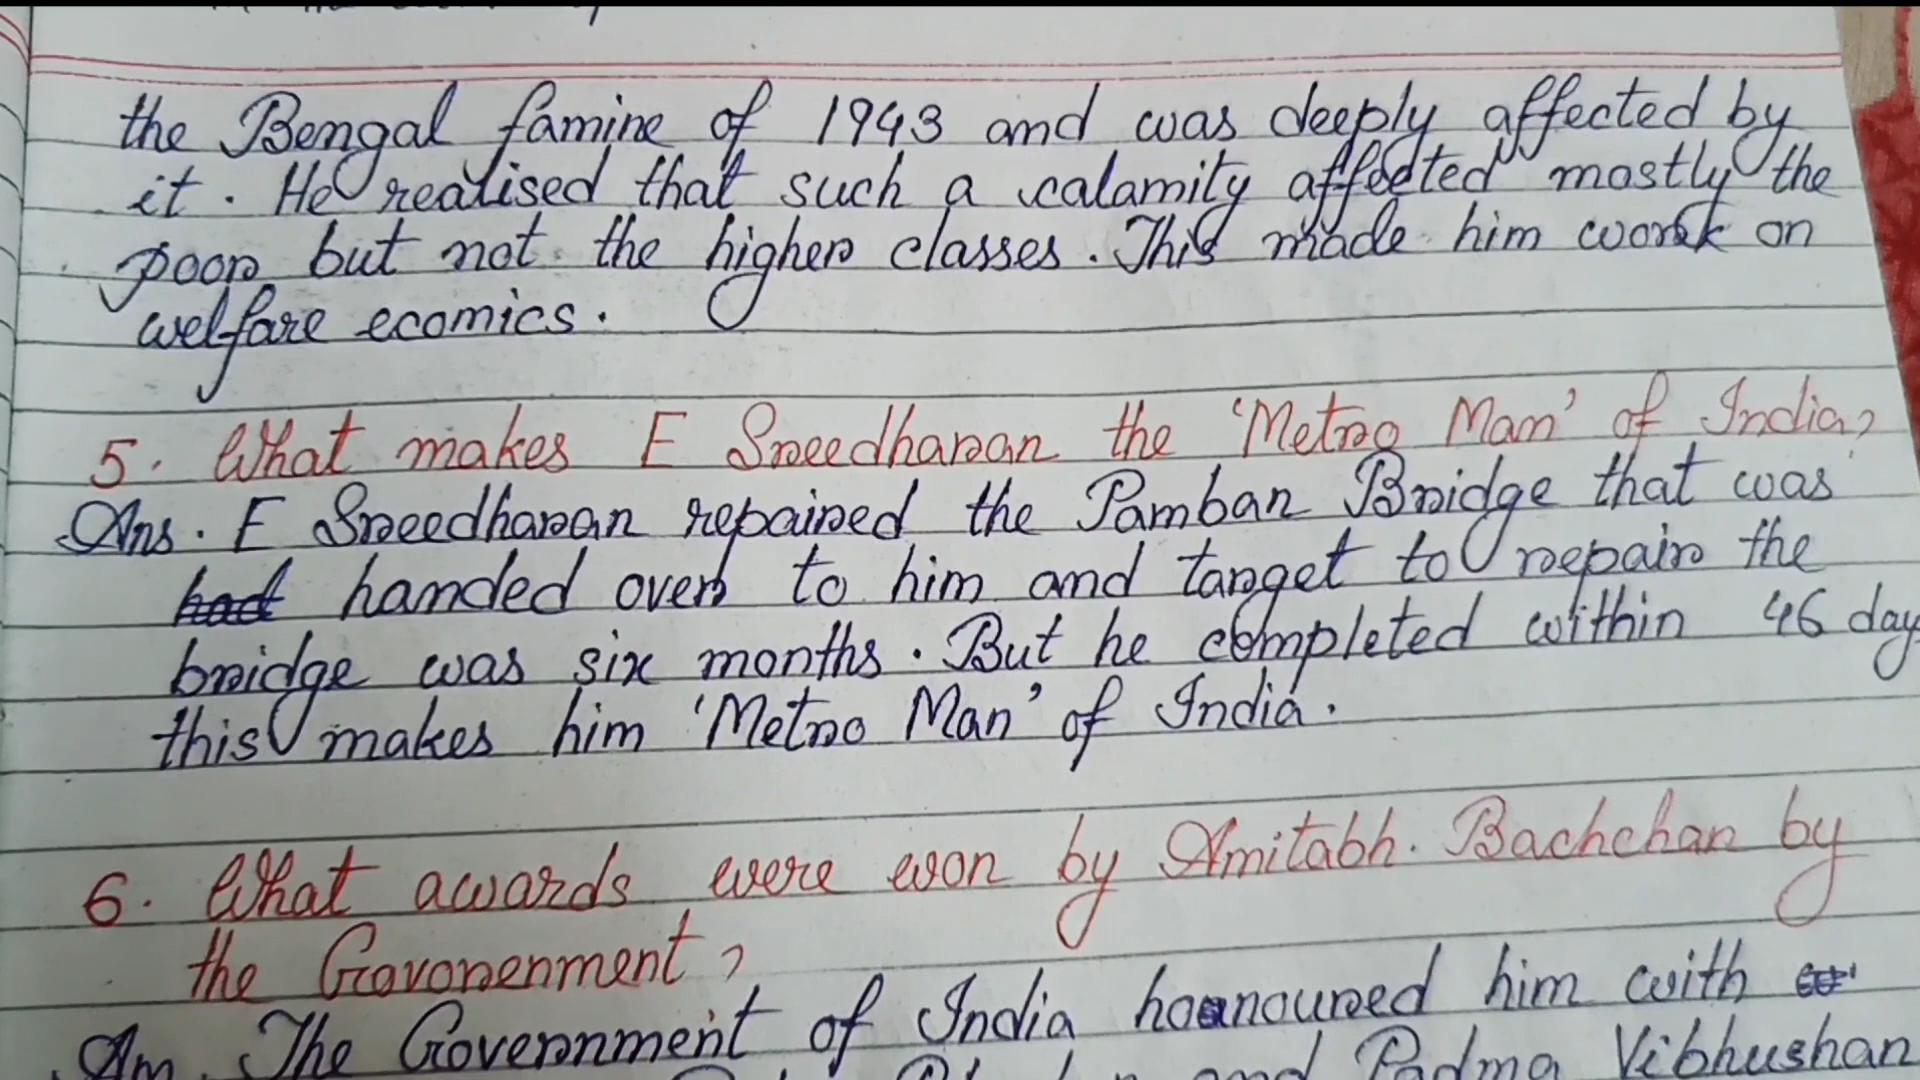 the Bengal famine of 1943 and was deeply affected by
it. He realised that such a calamity affected mostly the
poor but not the higher classes. This made him work on
welfare ecomics.
5. What makes E Sreedharan the 'Metro Man' of India?
Ans. E Sreedharan repaired the Pamban Bridge that was
had handed over to him and target to repair the
bridge was six months. But he completed within 46 day
this makes him 'Metro Man' of India.
6. What awards were won by Amitabh. Bachchan by
the Govorenment?
Ans. The Government of India honoured him with
and Padma Vibhushan